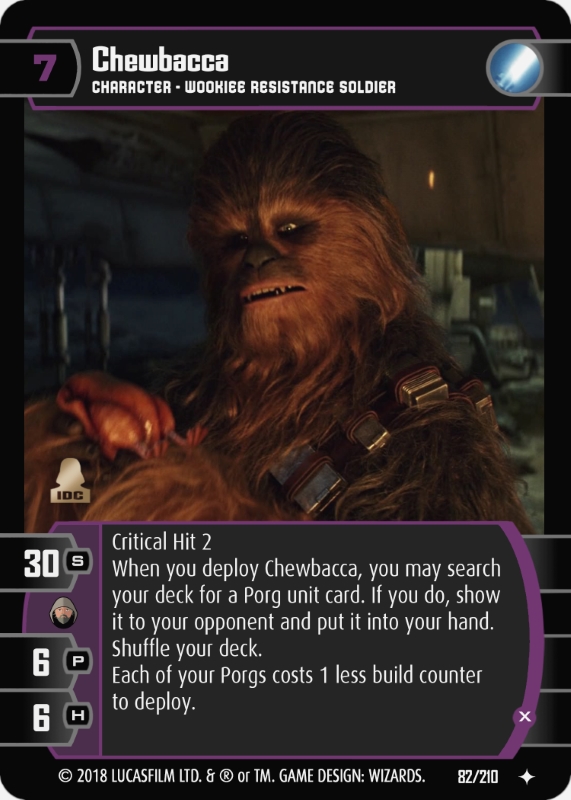 7
Chewbacca
CHARACTER - WOOKIEE RESISTANCE SOLDIER
IDC
30 S
6 P
6 H
Critical Hit 2
When you deploy Chewbacca, you may search
your deck for a Porg unit card. If you do, show
it to your opponent and put it into your hand.
Shuffle your deck.
Each of your Porgs costs 1 less build counter
to deploy.
© 2018 LUCASFILM LTD. & ® or TM. GAME DESIGN: WIZARDS. 82/210